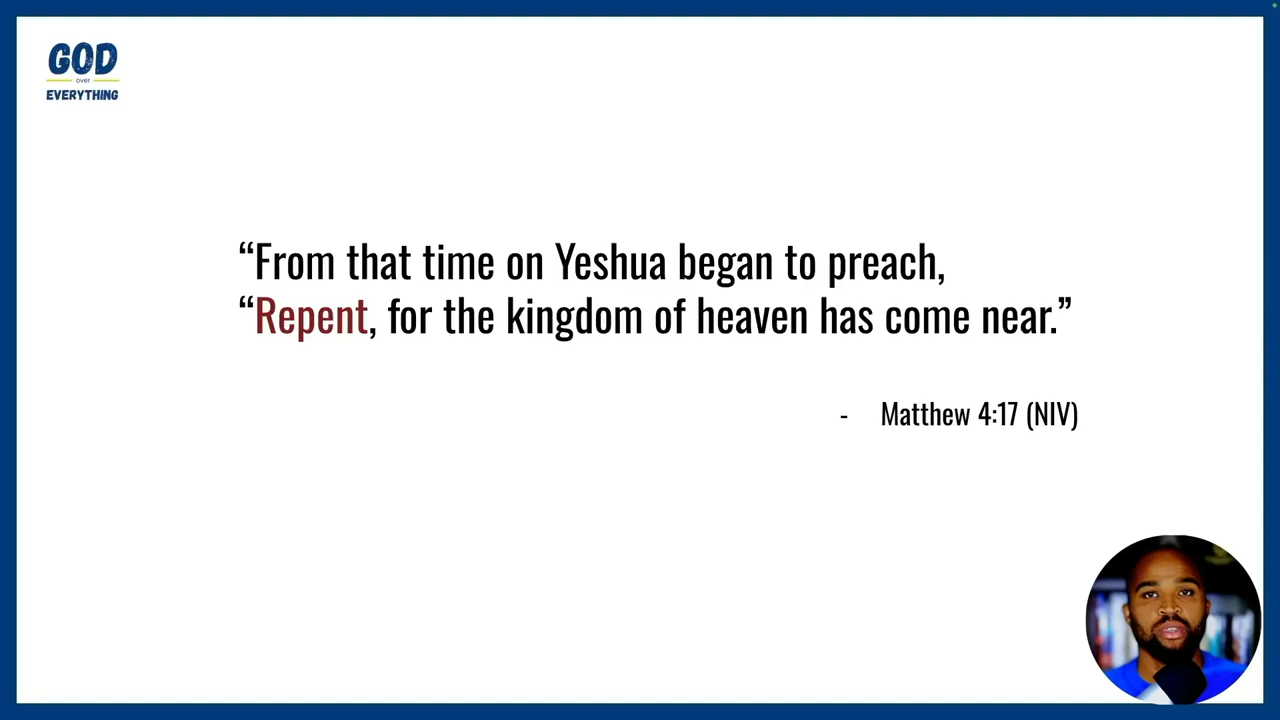 GOD
over
EVERYTHING
“From that time on Yeshua began to preach,
“Repent, for the kingdom of heaven has come near.”
- Matthew 4:17 (NIV)